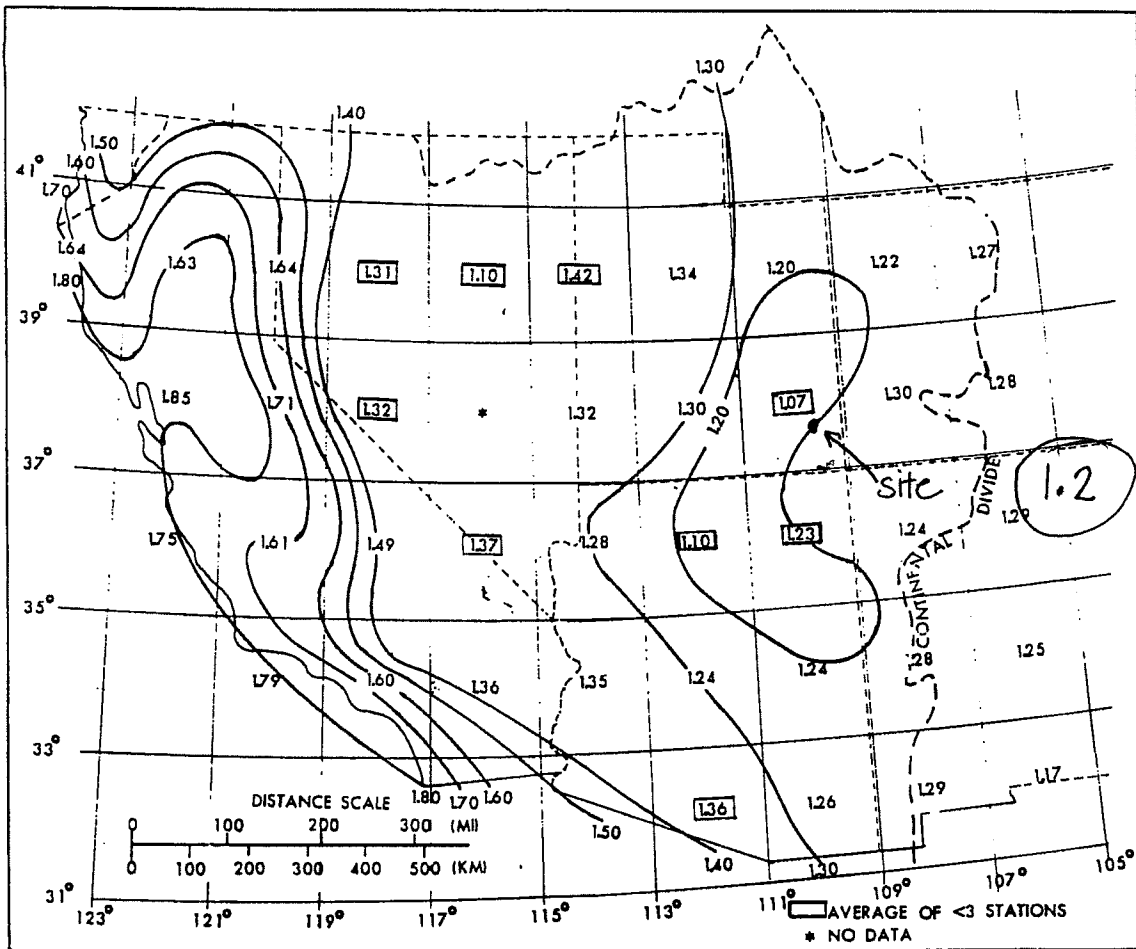 1.30
1.40
1.50
1.60
41°
1.70
1.64 1.63 1.64 1.31 1.10 1.42 1.34 1.20 1.22 1.27
1.80
39°
1.85 1.71 1.32 * 1.32 1.30 1.20 1.07 1.30 1.28
37°
site
DIVIDE
1.2
1.29
1.75 1.61 1.49 1.37 1.28 1.10 1.23 1.24
CONTINENTAL
35°
1.79 1.60 1.36 1.35 1.24 1.24 1.28 1.25
33°
DISTANCE SCALE
1.80 1.70 1.60 1.50 1.36 1.26 1.29 1.17
0 100 200 300 (MI)
0 100 200 300 400 500 (KM)
1.40 1.30
31°
123° 121° 119° 117° 115° 113° 111° 109° 107° 105°
AVERAGE OF <3 STATIONS
* NO DATA